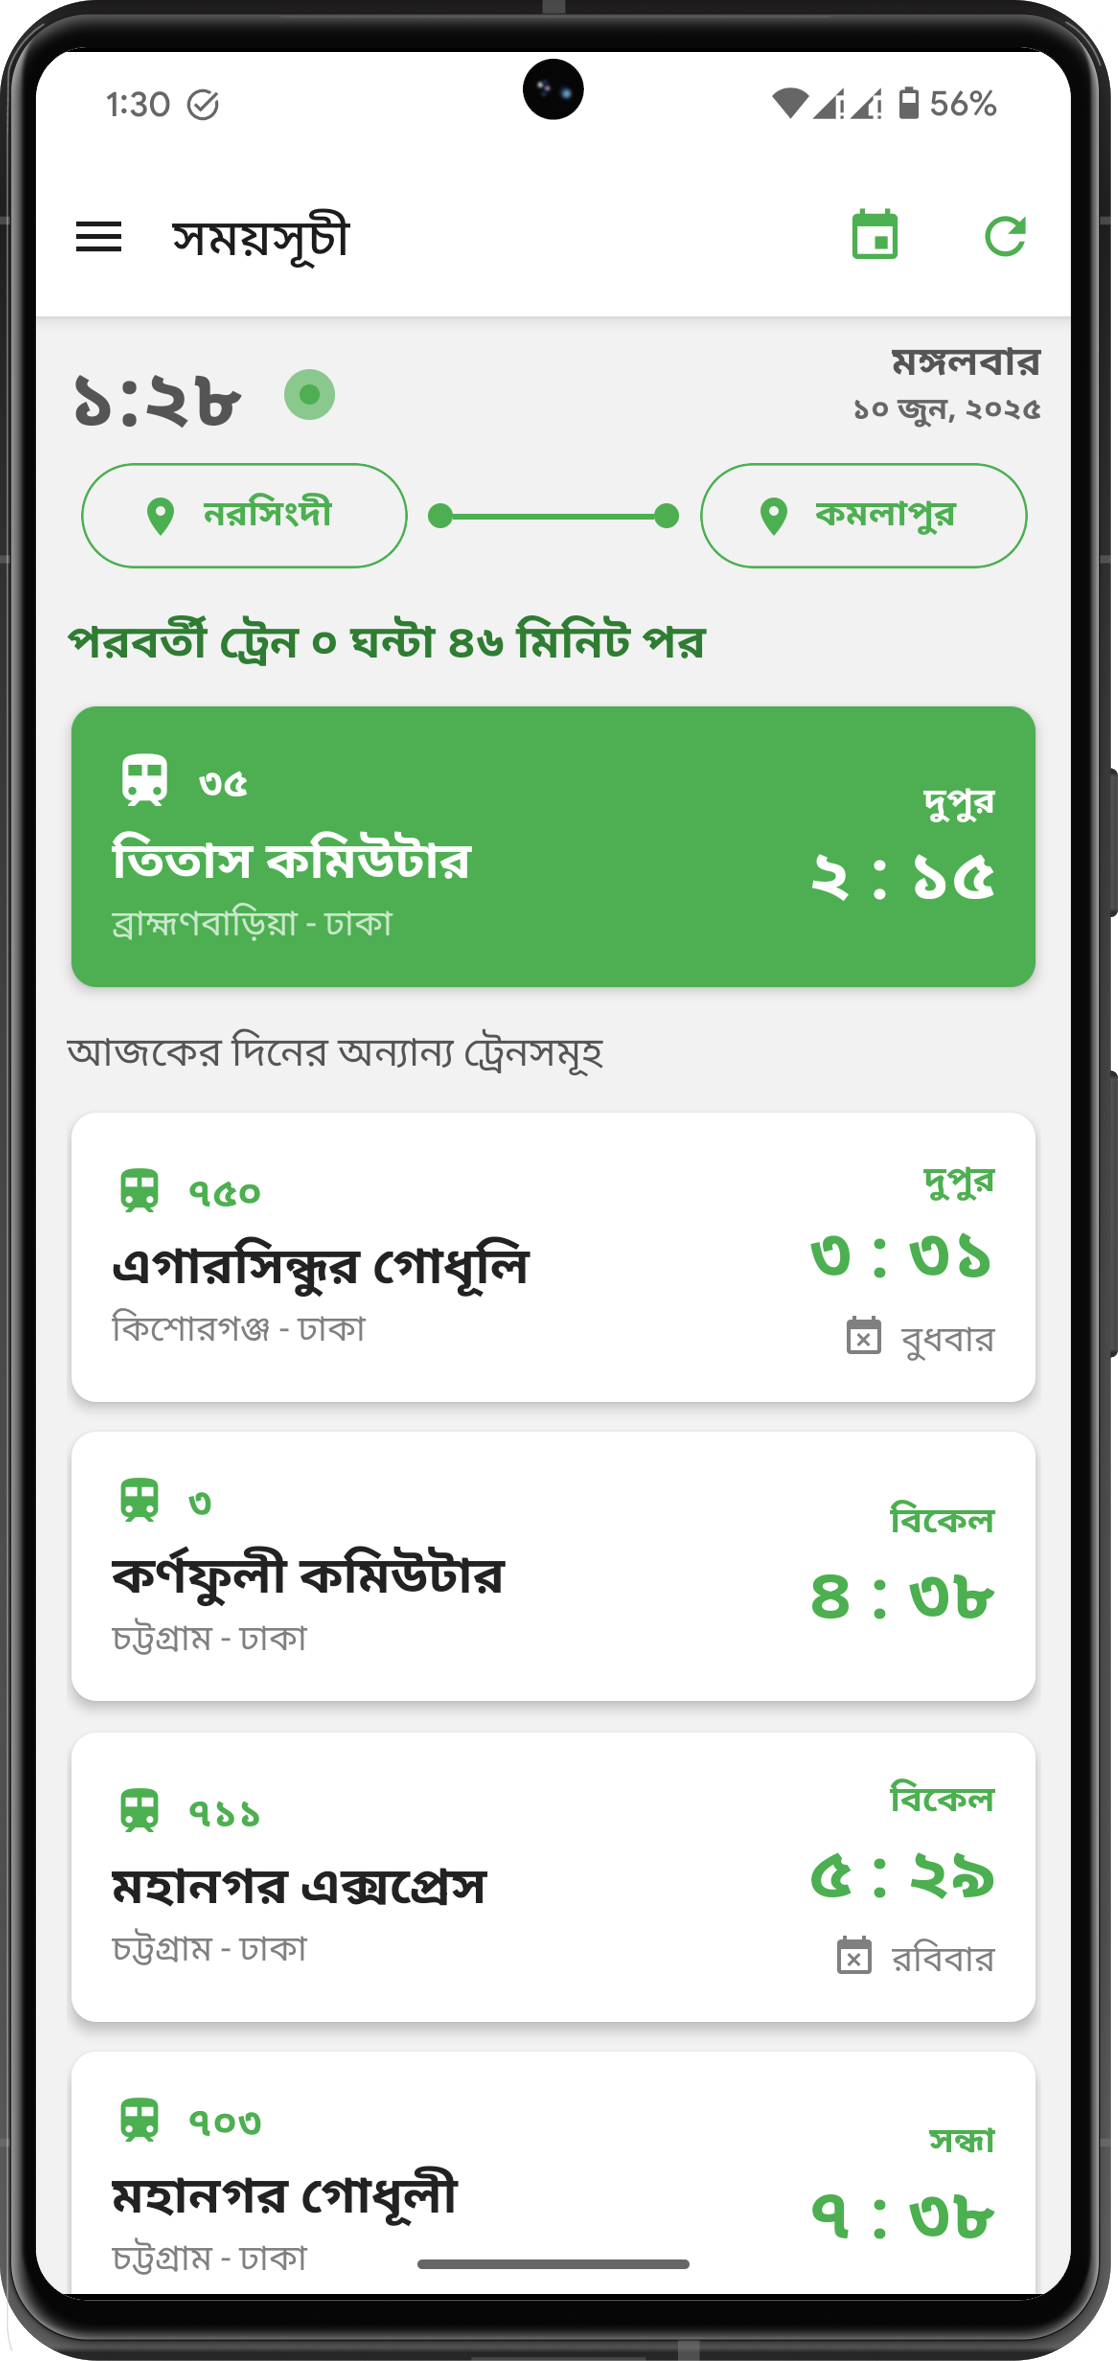 1:30 56%
সময়সূচী
১:২৮
মঙ্গলবার
১০ জুন, ২০২৫
নরসিংদী
কমলাপুর
পরবর্তী ট্রেন ০ ঘন্টা ৪৬ মিনিট পর
৩৫
তিতাস কমিউটার
ব্রাহ্মণবাড়িয়া - ঢাকা
দুপুর
২ : ১৫
আজকের দিনের অন্যান্য ট্রেনসমূহ
৭৫০
এগারসিন্ধুর গোধূলি
কিশোরগঞ্জ - ঢাকা
দুপুর
৩ : ৩১
বুধবার
৩
কর্ণফুলী কমিউটার
চট্টগ্রাম - ঢাকা
বিকেল
৪ : ৩৮
৭১১
মহানগর এক্সপ্রেস
চট্টগ্রাম - ঢাকা
বিকেল
৫ : ২৯
রবিবার
৭০৩
মহানগর গোধূলী
চট্টগ্রাম - ঢাকা
সন্ধা
৭ : ৩৮